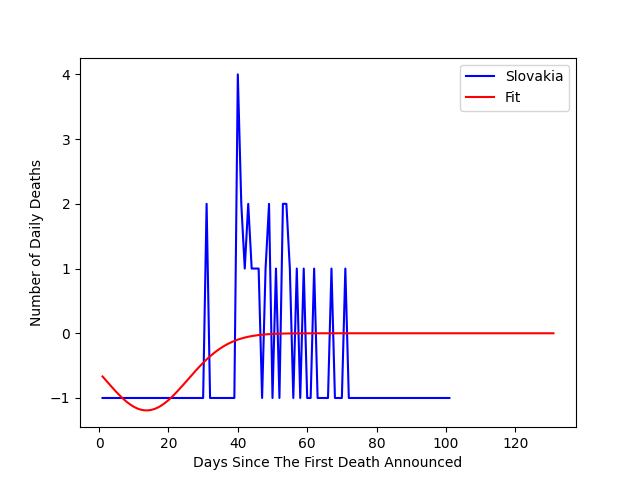 Slovakia
Fit
Number of Daily Deaths
4
3
2
1
0
−1
0 20 40 60 80 100 120
Days Since The First Death Announced